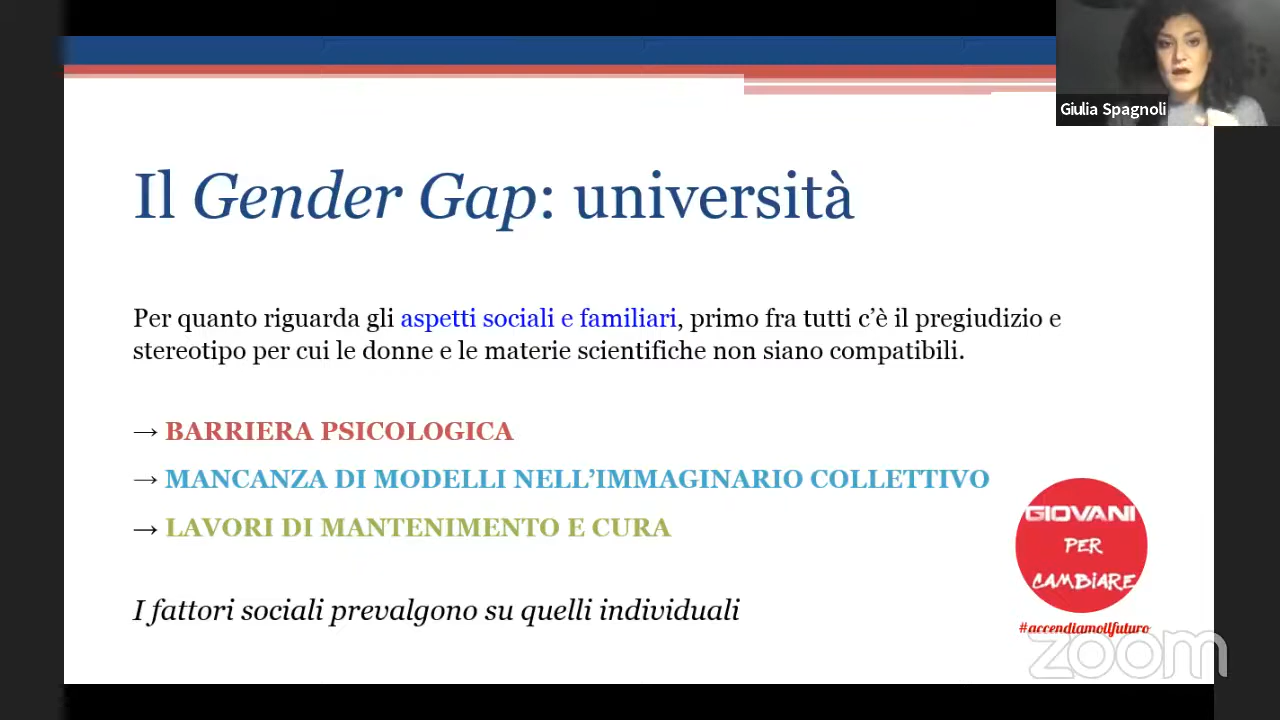 Giulia Spagnoli
Il Gender Gap: università
Per quanto riguarda gli aspetti sociali e familiari, primo fra tutti c’è il pregiudizio e
stereotipo per cui le donne e le materie scientifiche non siano compatibili.
→ BARRIERA PSICOLOGICA
→ MANCANZA DI MODELLI NELL’IMMAGINARIO COLLETTIVO
→ LAVORI DI MANTENIMENTO E CURA
I fattori sociali prevalgono su quelli individuali
GIOVANI
PER
CAMBiARE
#accendiamoilfuturo
zoom